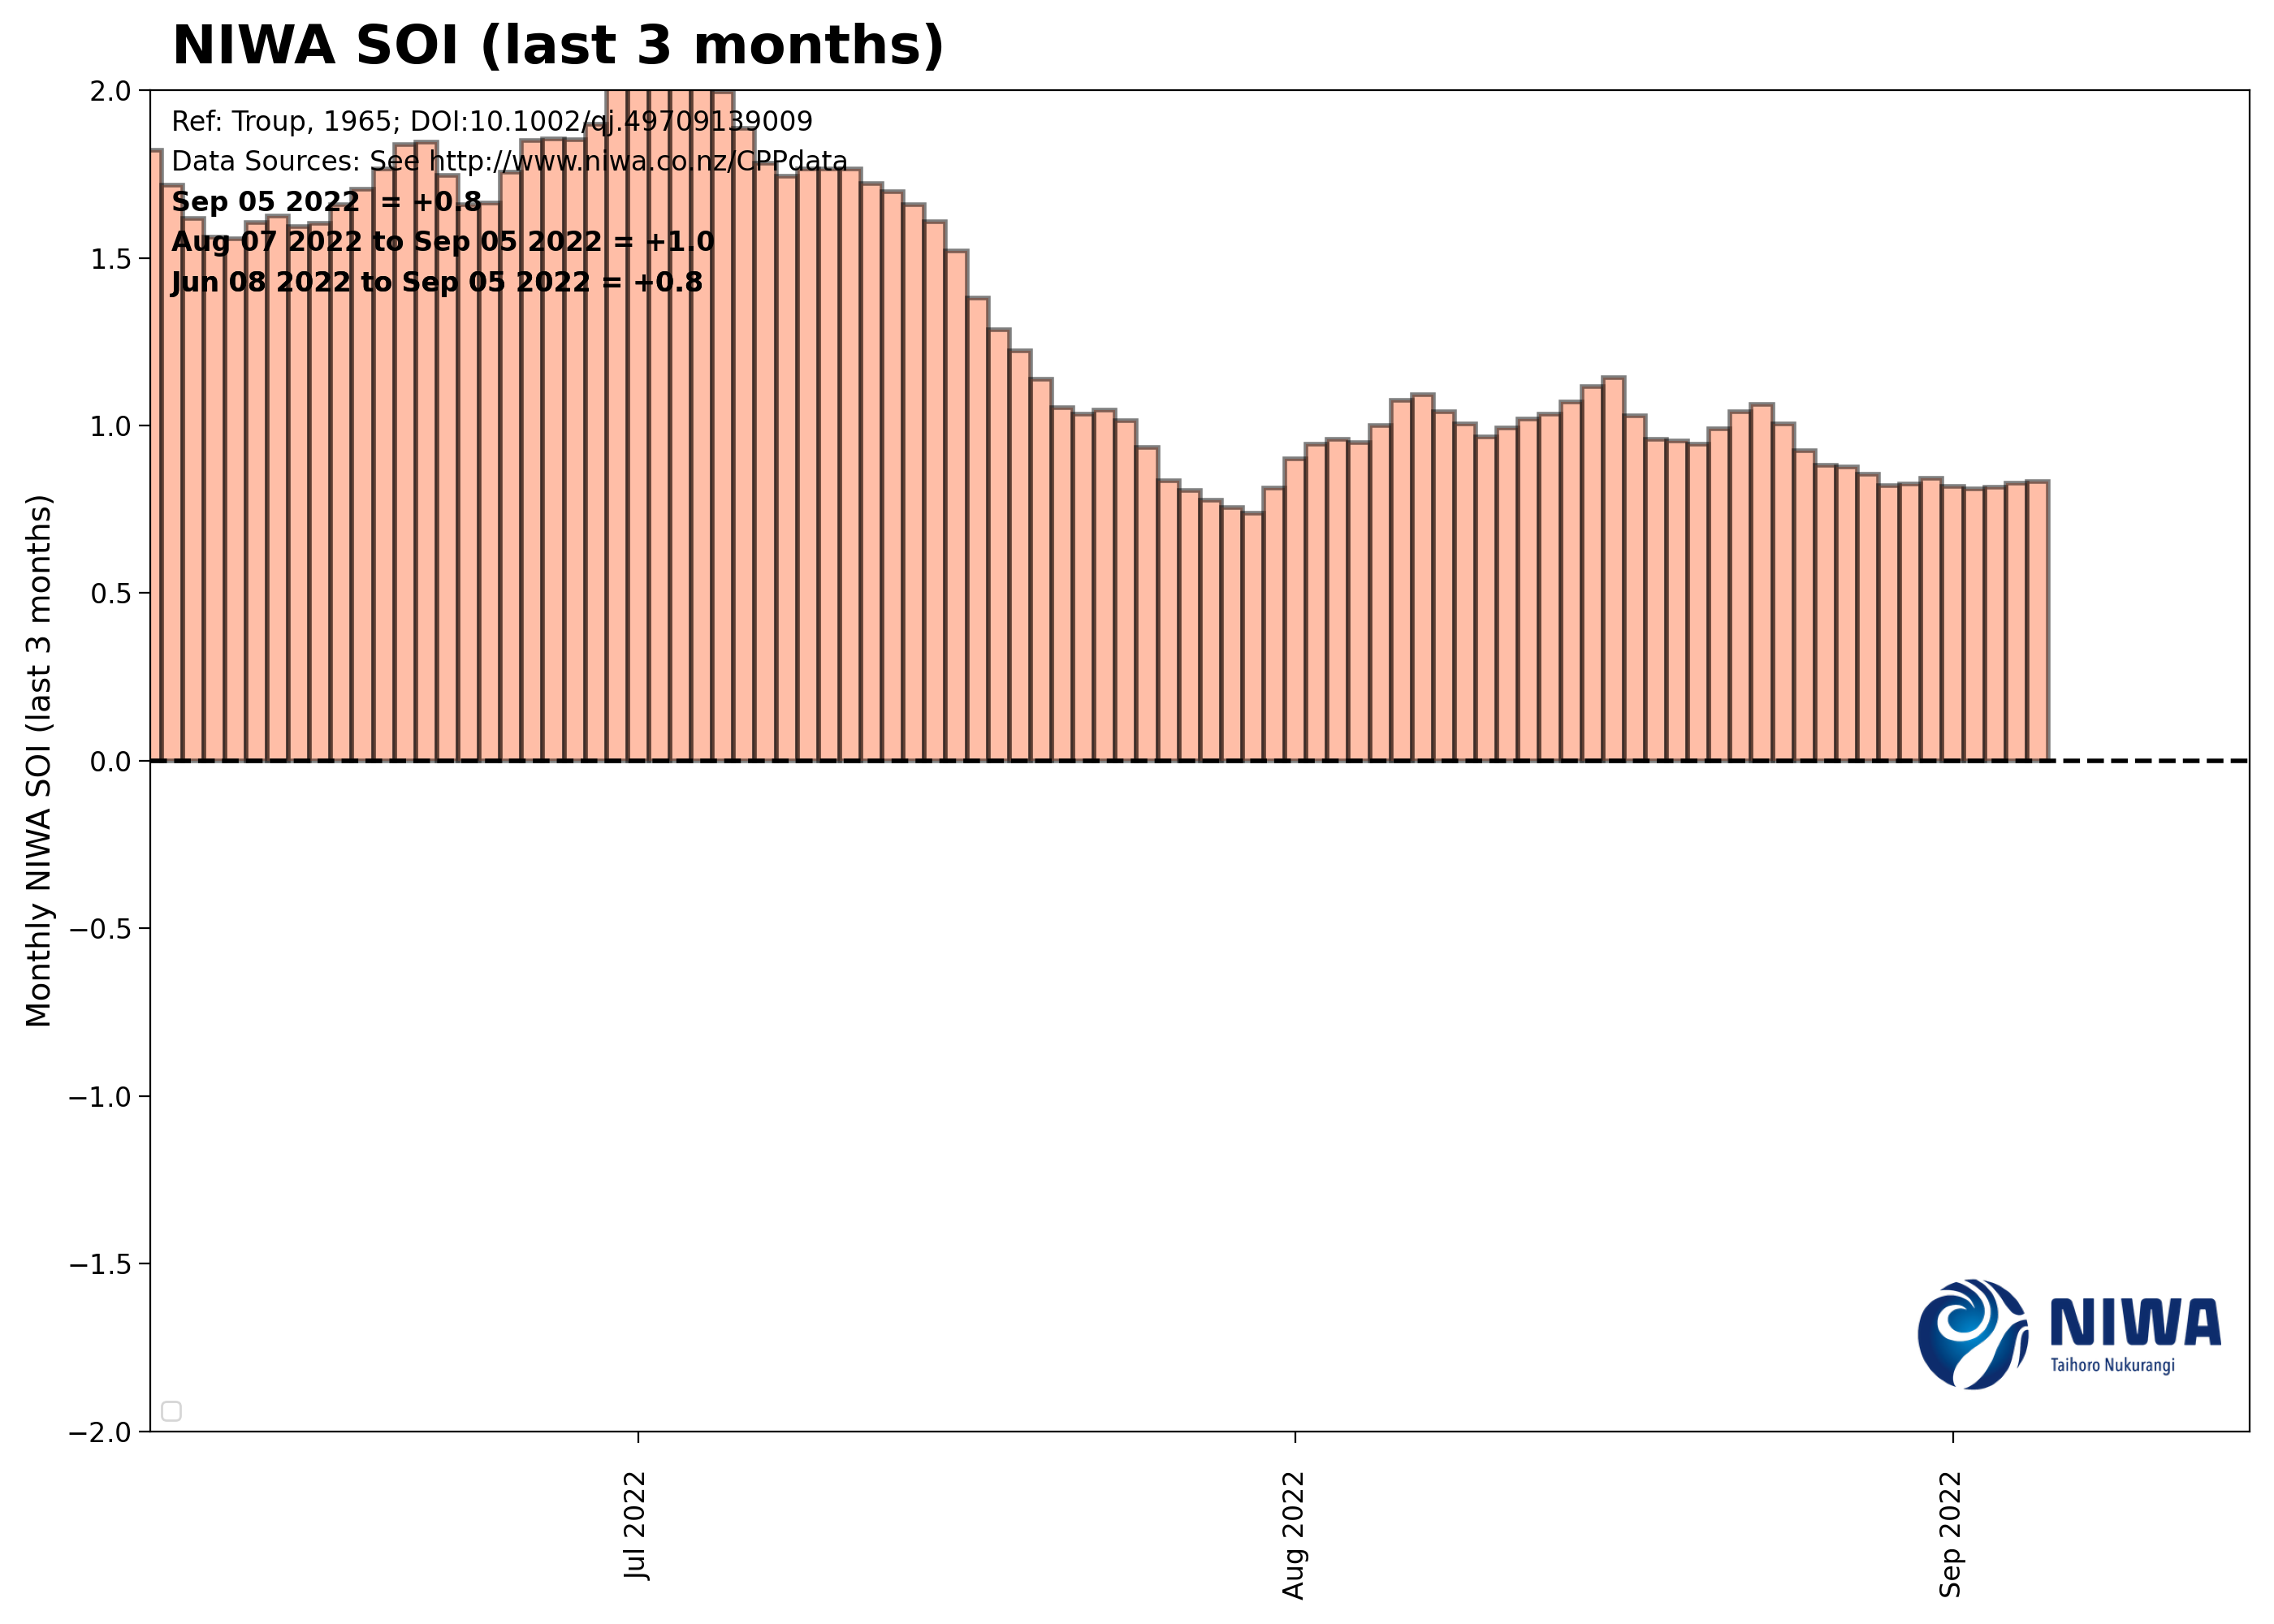 NIWA SOI (last 3 months)
Ref: Troup, 1965; DOI:10.1002/qj.49709139009
Data Sources: See http://www.niwa.co.nz/CPPdata
Sep 05 2022 = +0.8
Aug 07 2022 to Sep 05 2022 = +1.0
Jun 08 2022 to Sep 05 2022 = +0.8
Monthly NIWA SOI (last 3 months)
2.0
1.5
1.0
0.5
0.0
−0.5
−1.0
−1.5
−2.0
NIWA
Taihoro Nukurangi
Jul 2022
Aug 2022
Sep 2022